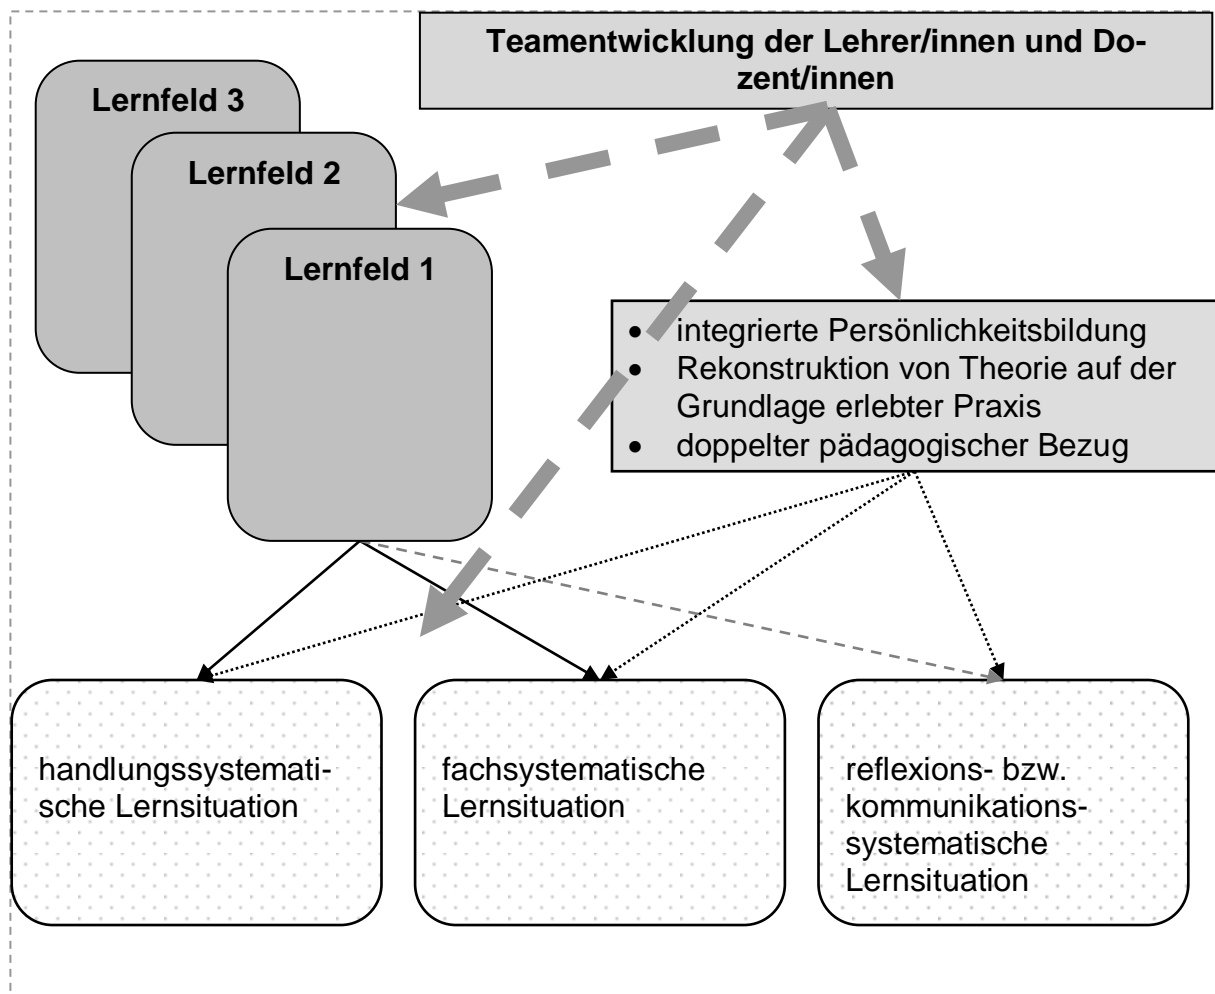 Teamentwicklung der Lehrer/innen und Do-
zent/innen
Lernfeld 3
Lernfeld 2
Lernfeld 1
• integrierte Persönlichkeitsbildung
• Rekonstruktion von Theorie auf der
Grundlage erlebter Praxis
• doppelter pädagogischer Bezug
handlungssystemati-
sche Lernsituation
fachsystematische
Lernsituation
reflexions- bzw.
kommunikations-
systematische
Lernsituation